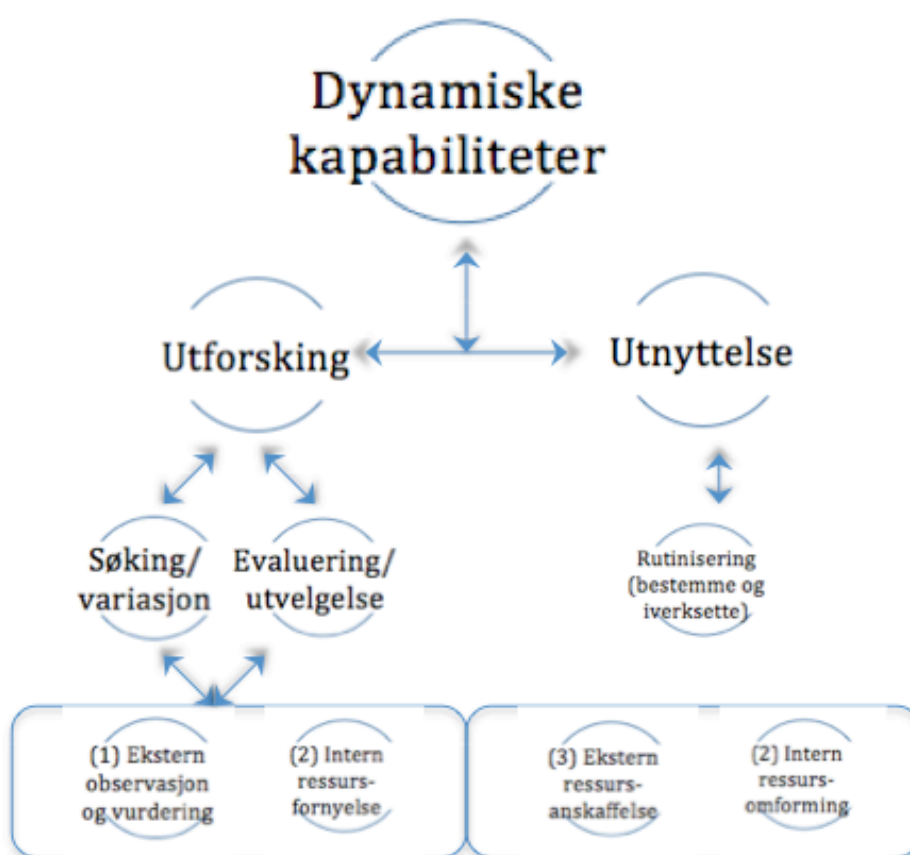 Dynamiske
kapabiliteter
Utforsking
Utnyttelse
Søking/
variasjon
Evaluering/
utvelgelse
Rutinisering
(bestemme og
iverksette)
(1) Ekstern
observasjon
og vurdering
(2) Intern
ressurs-
fornyelse
(3) Ekstern
ressurs-
anskaffelse
(2) Intern
ressurs-
omforming